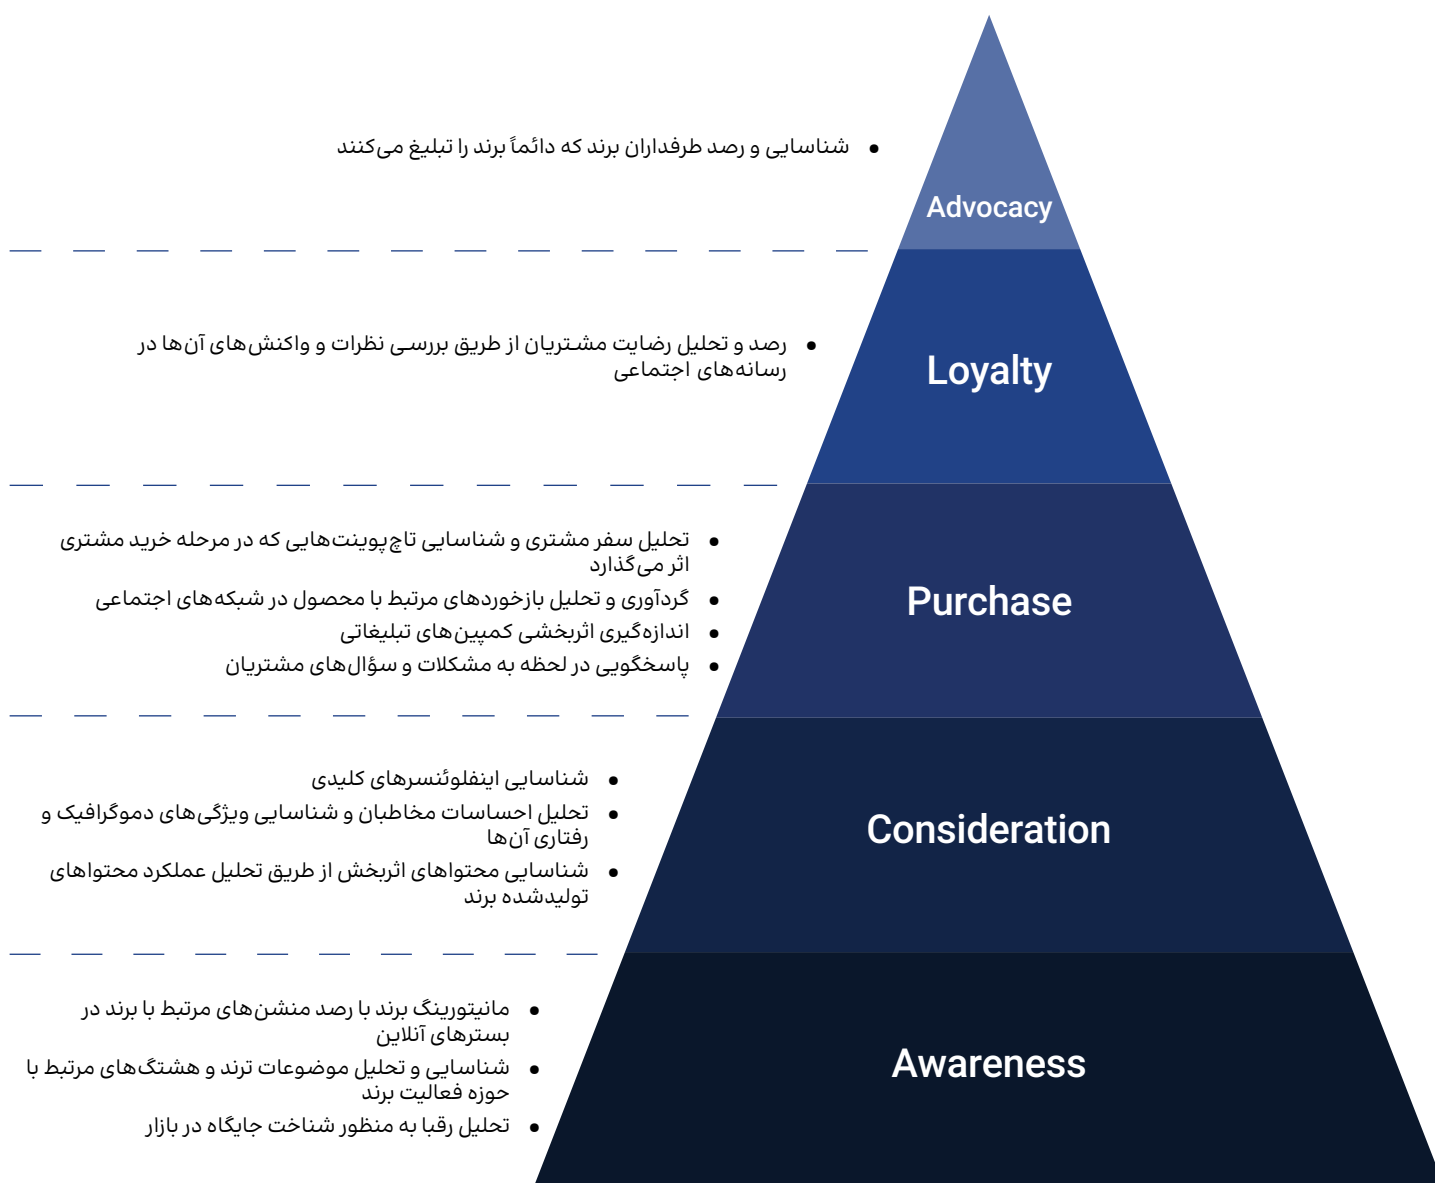 شناسایی و رصد طرفداران برند که دائماً برند را تبلیغ می‌کنند
Advocacy
رصد و تحلیل رضایت مشتریان از طریق بررسی نظرات و واکنش‌های آن‌ها در
رسانه‌های اجتماعی
Loyalty
تحلیل سفر مشتری و شناسایی تاچ‌پوینت‌هایی که در مرحله خرید مشتری
اثر می‌گذارد
گردآوری و تحلیل بازخوردهای مرتبط با محصول در شبکه‌های اجتماعی
اندازه‌گیری اثربخشی کمپین‌های تبلیغاتی
پاسخگویی در لحظه به مشکلات و سؤال‌های مشتریان
Purchase
شناسایی اینفلوئنسرهای کلیدی
تحلیل احساسات مخاطبان و شناسایی ویژگی‌های دموگرافیک و
رفتاری آن‌ها
شناسایی محتواهای اثربخش از طریق تحلیل عملکرد محتواهای
تولیدشده برند
Consideration
مانیتورینگ برند با رصد منشن‌های مرتبط با برند در
بسترهای آنلاین
شناسایی و تحلیل موضوعات ترند و هشتگ‌های مرتبط با
حوزه فعالیت برند
تحلیل رقبا به منظور شناخت جایگاه در بازار
Awareness